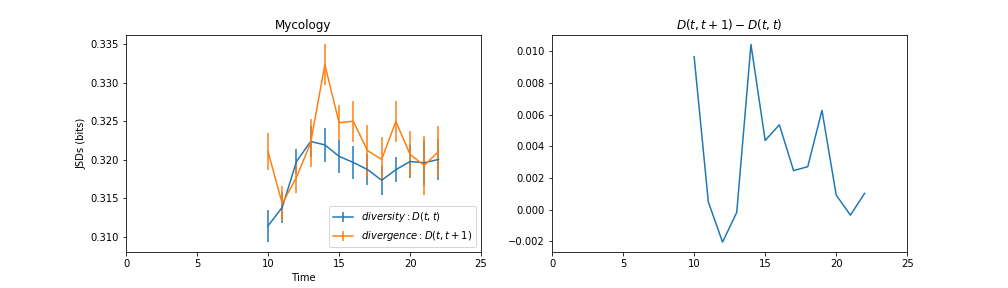 Mycology
JSDs (bits)
0.335
0.330
0.325
0.320
0.315
0.310
0 5 10 15 20 25
Time
diversity : D(t, t)
divergence : D(t, t + 1)
D(t, t + 1) − D(t, t)
0.010
0.008
0.006
0.004
0.002
0.000
−0.002
0 5 10 15 20 25